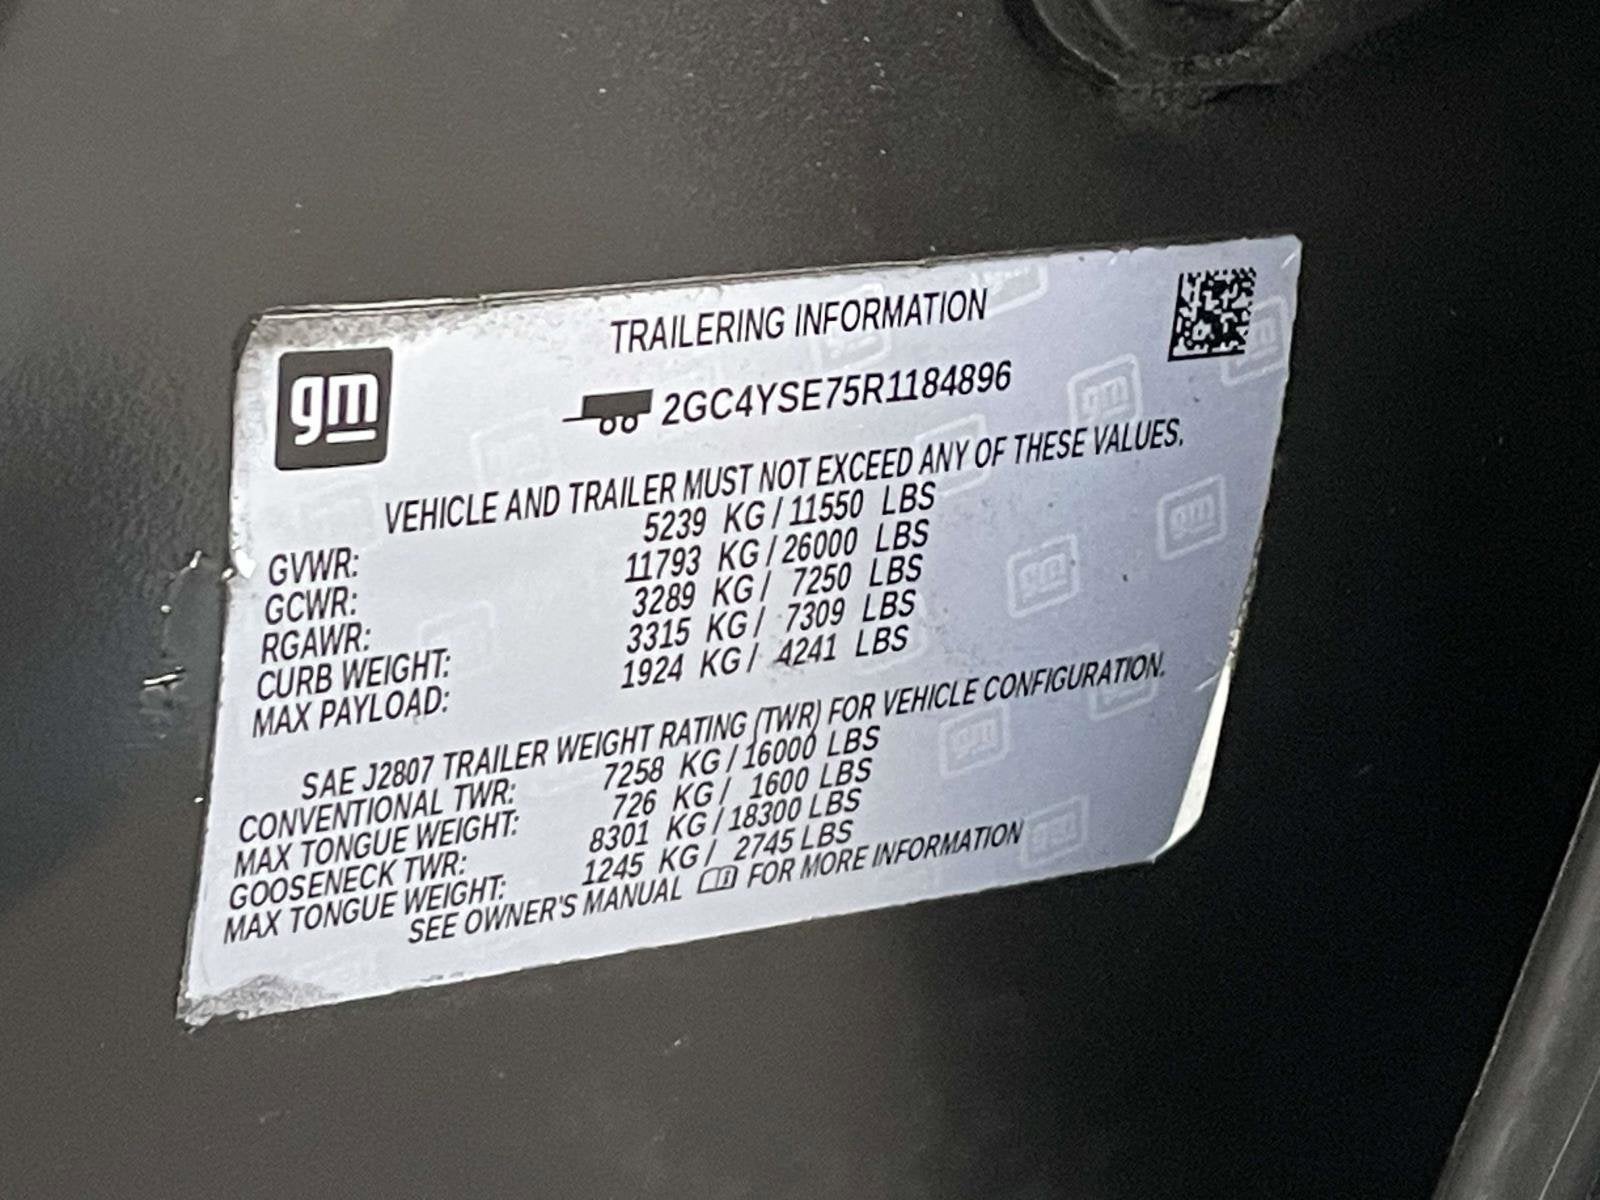 gm
TRAILERING INFORMATION
2GC4YSE75R1184896
VEHICLE AND TRAILER MUST NOT EXCEED ANY OF THESE VALUES.
GVWR: 5239 KG / 11550 LBS
GCWR: 11793 KG / 26000 LBS
RGAWR: 3289 KG / 7250 LBS
CURB WEIGHT: 3315 KG / 7309 LBS
MAX PAYLOAD: 1924 KG / 4241 LBS
SAE J2807 TRAILER WEIGHT RATING (TWR) FOR VEHICLE CONFIGURATION.
CONVENTIONAL TWR: 7258 KG / 16000 LBS
MAX TONGUE WEIGHT: 726 KG / 1600 LBS
GOOSENECK TWR: 8301 KG / 18300 LBS
MAX TONGUE WEIGHT: 1245 KG / 2745 LBS
SEE OWNER'S MANUAL FOR MORE INFORMATION